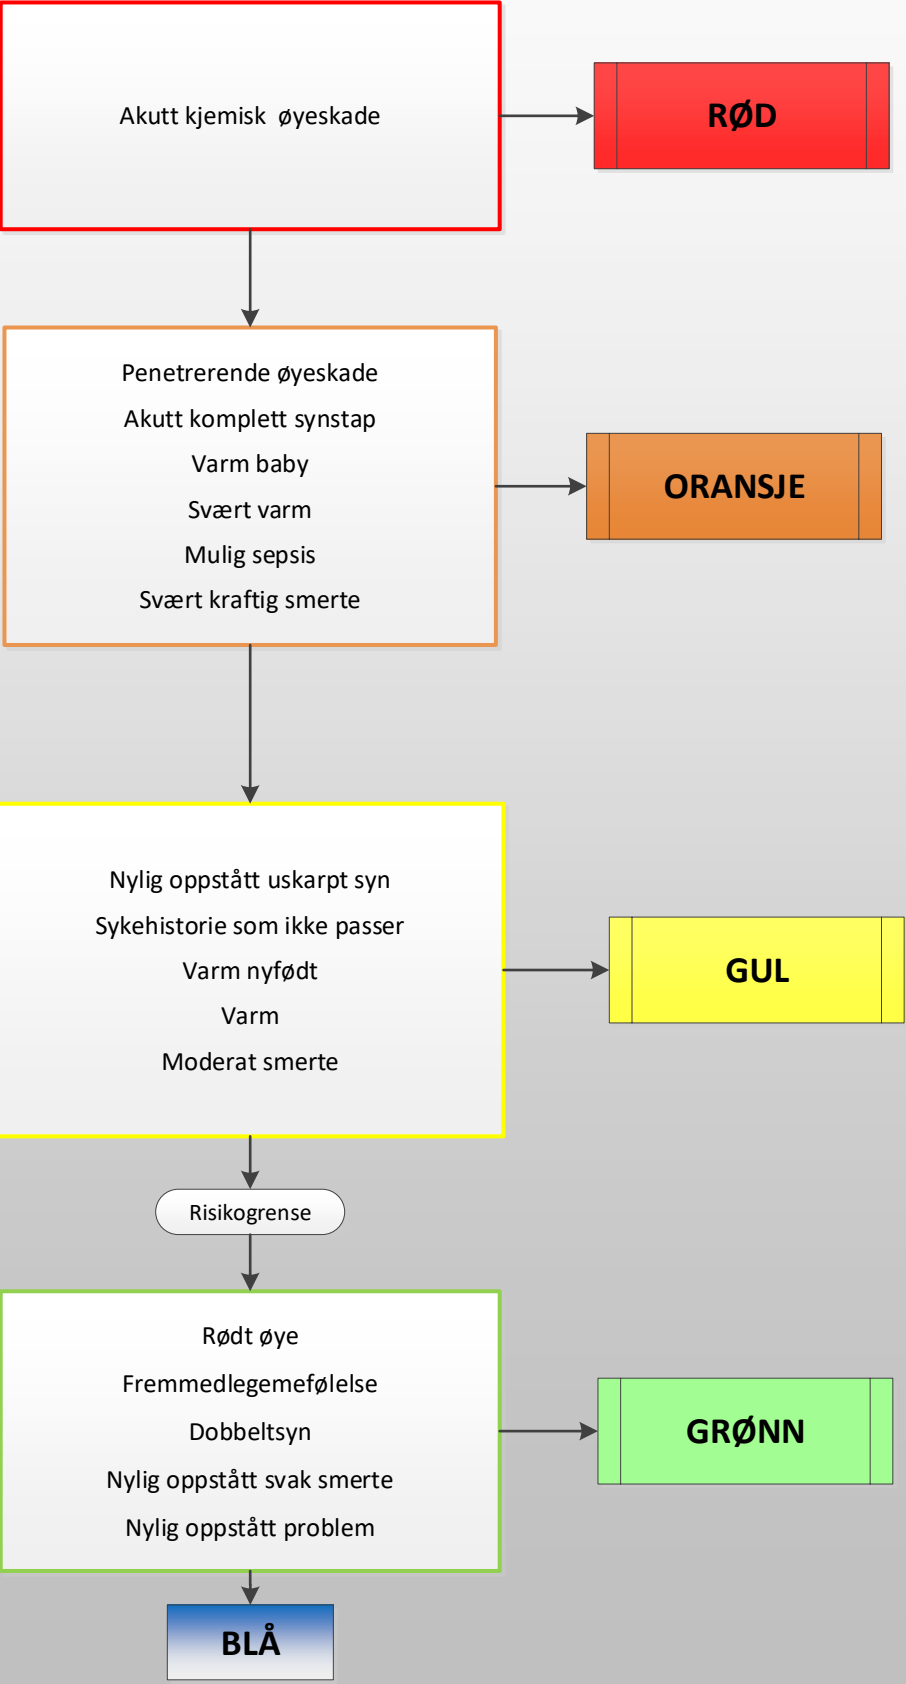 Akutt kjemisk øyeskade
RØD
Penetrerende øyeskade
Akutt komplett synstap
Varm baby
Svært varm
Mulig sepsis
Svært kraftig smerte
ORANSJE
Nylig oppstått uskarpt syn
Sykehistorie som ikke passer
Varm nyfødt
Varm
Moderat smerte
GUL
Risikogrense
Rødt øye
Fremmedlegemefølelse
Dobbeltsyn
Nylig oppstått svak smerte
Nylig oppstått problem
GRØNN
BLÅ